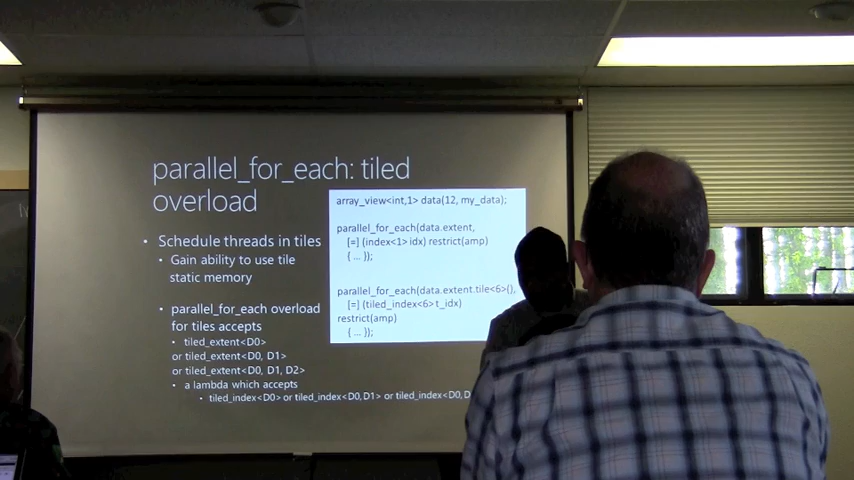 parallel_for_each: tiled
overload
• Schedule threads in tiles
• Gain ability to use tile
static memory
• parallel_for_each overload
for tiles accepts
• tiled_extent<D0>
or tiled_extent<D0, D1>
or tiled_extent<D0, D1, D2>
• a lambda which accepts
• tiled_index<D0> or tiled_index<D0,D1> or tiled_index<D0,
array_view<int,1> data(12, my_data);
parallel_for_each(data.extent,
[=] (index<1> idx) restrict(amp)
{ ... });
parallel_for_each(data.extent.tile<6>(),
[=] (tiled_index<6> t_idx)
restrict(amp)
{ ... });